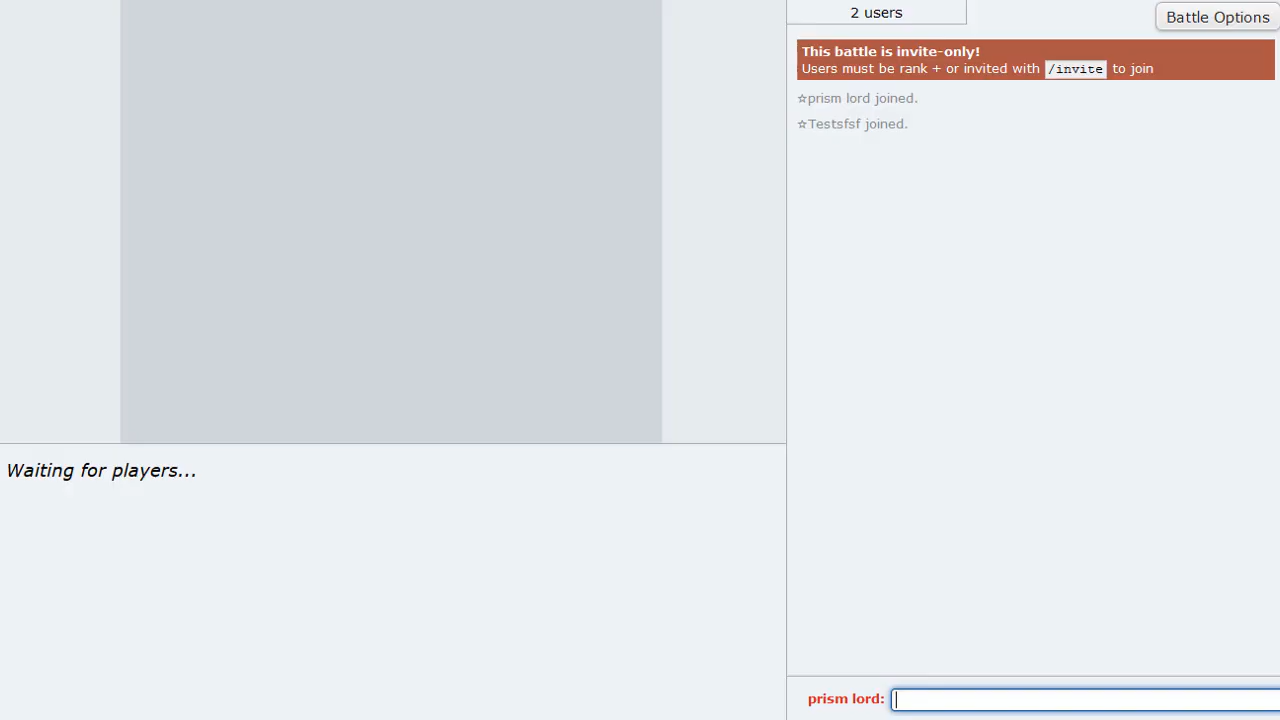 2 users
Battle Options
This battle is invite-only!
Users must be rank + or invited with /invite to join
☆prism lord joined.
☆Testsfsf joined.
Waiting for players...
prism lord: